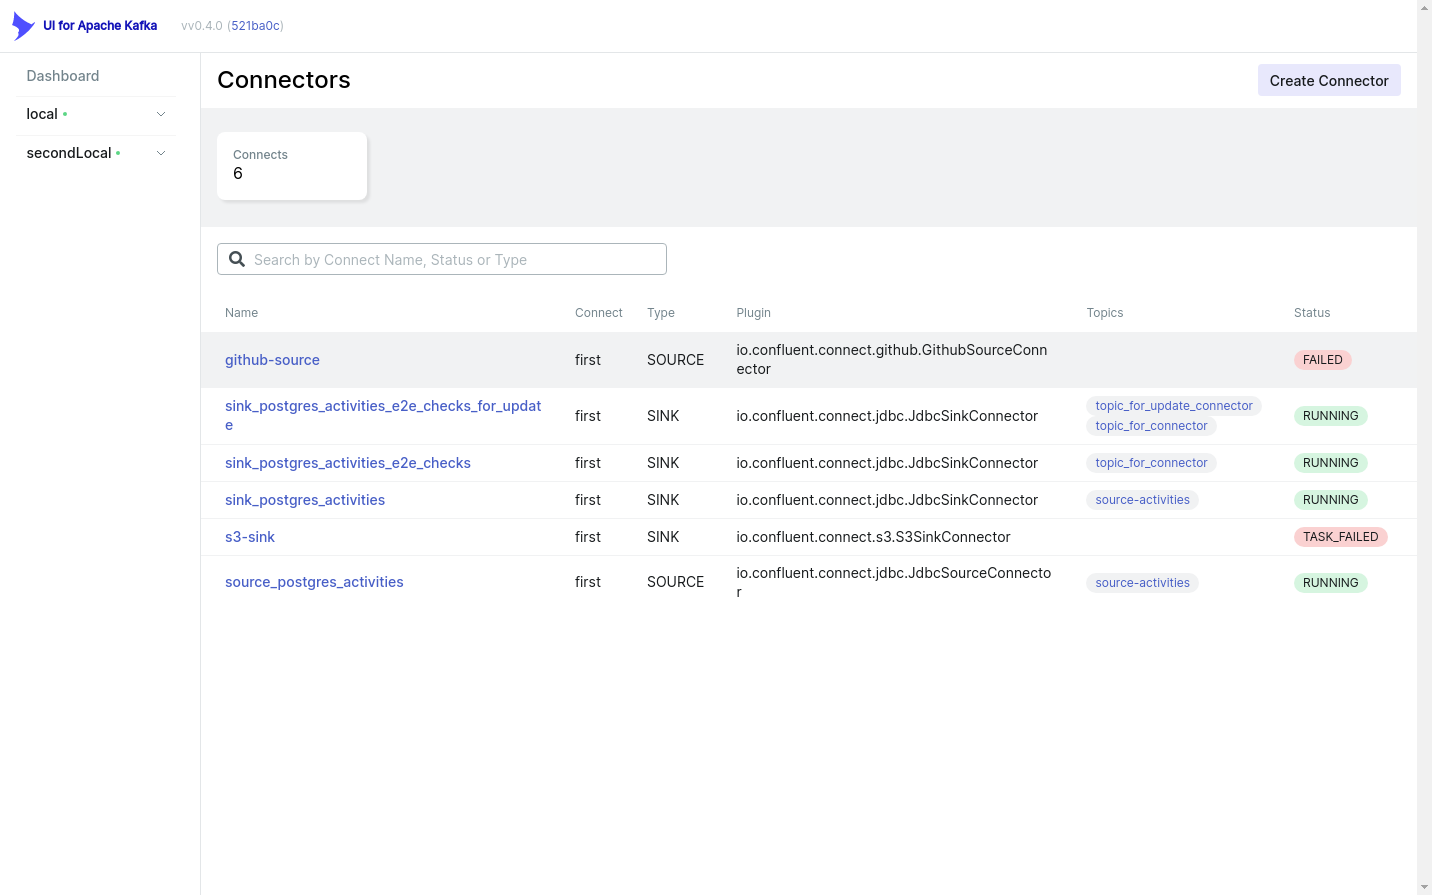 UI for Apache Kafka
vv0.4.0 (521ba0c)
Dashboard
local
secondLocal
Connectors
Create Connector
Connects
6
Search by Connect Name, Status or Type
Name Connect Type Plugin Topics Status
github-source first SOURCE io.confluent.connect.github.GithubSourceConn
ector
FAILED
sink_postgres_activities_e2e_checks_for_updat
e
first SINK io.confluent.connect.jdbc.JdbcSinkConnector
topic_for_update_connector
topic_for_connector
RUNNING
sink_postgres_activities_e2e_checks first SINK io.confluent.connect.jdbc.JdbcSinkConnector topic_for_connector RUNNING
sink_postgres_activities first SINK io.confluent.connect.jdbc.JdbcSinkConnector source-activities RUNNING
s3-sink first SINK io.confluent.connect.s3.S3SinkConnector TASK_FAILED
source_postgres_activities first SOURCE io.confluent.connect.jdbc.JdbcSourceConnecto
r
source-activities RUNNING